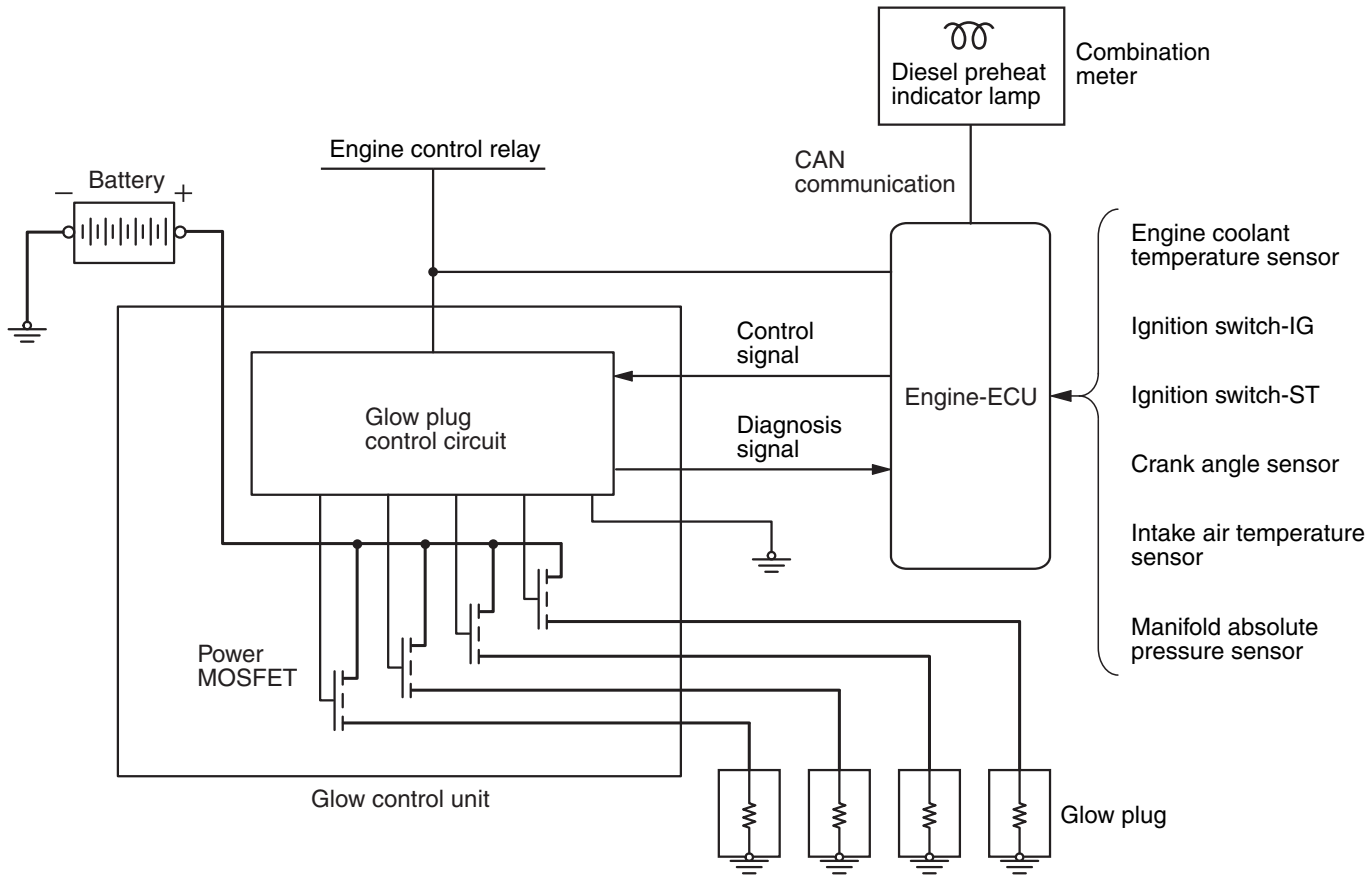 Diesel preheat
indicator lamp
Combination
meter
Engine control relay
CAN
communication
Battery
− +
Engine coolant
temperature sensor
Ignition switch-IG
Ignition switch-ST
Crank angle sensor
Intake air temperature
sensor
Manifold absolute
pressure sensor
Control
signal
Engine-ECU
Glow plug
control circuit
Diagnosis
signal
Power
MOSFET
Glow control unit
Glow plug